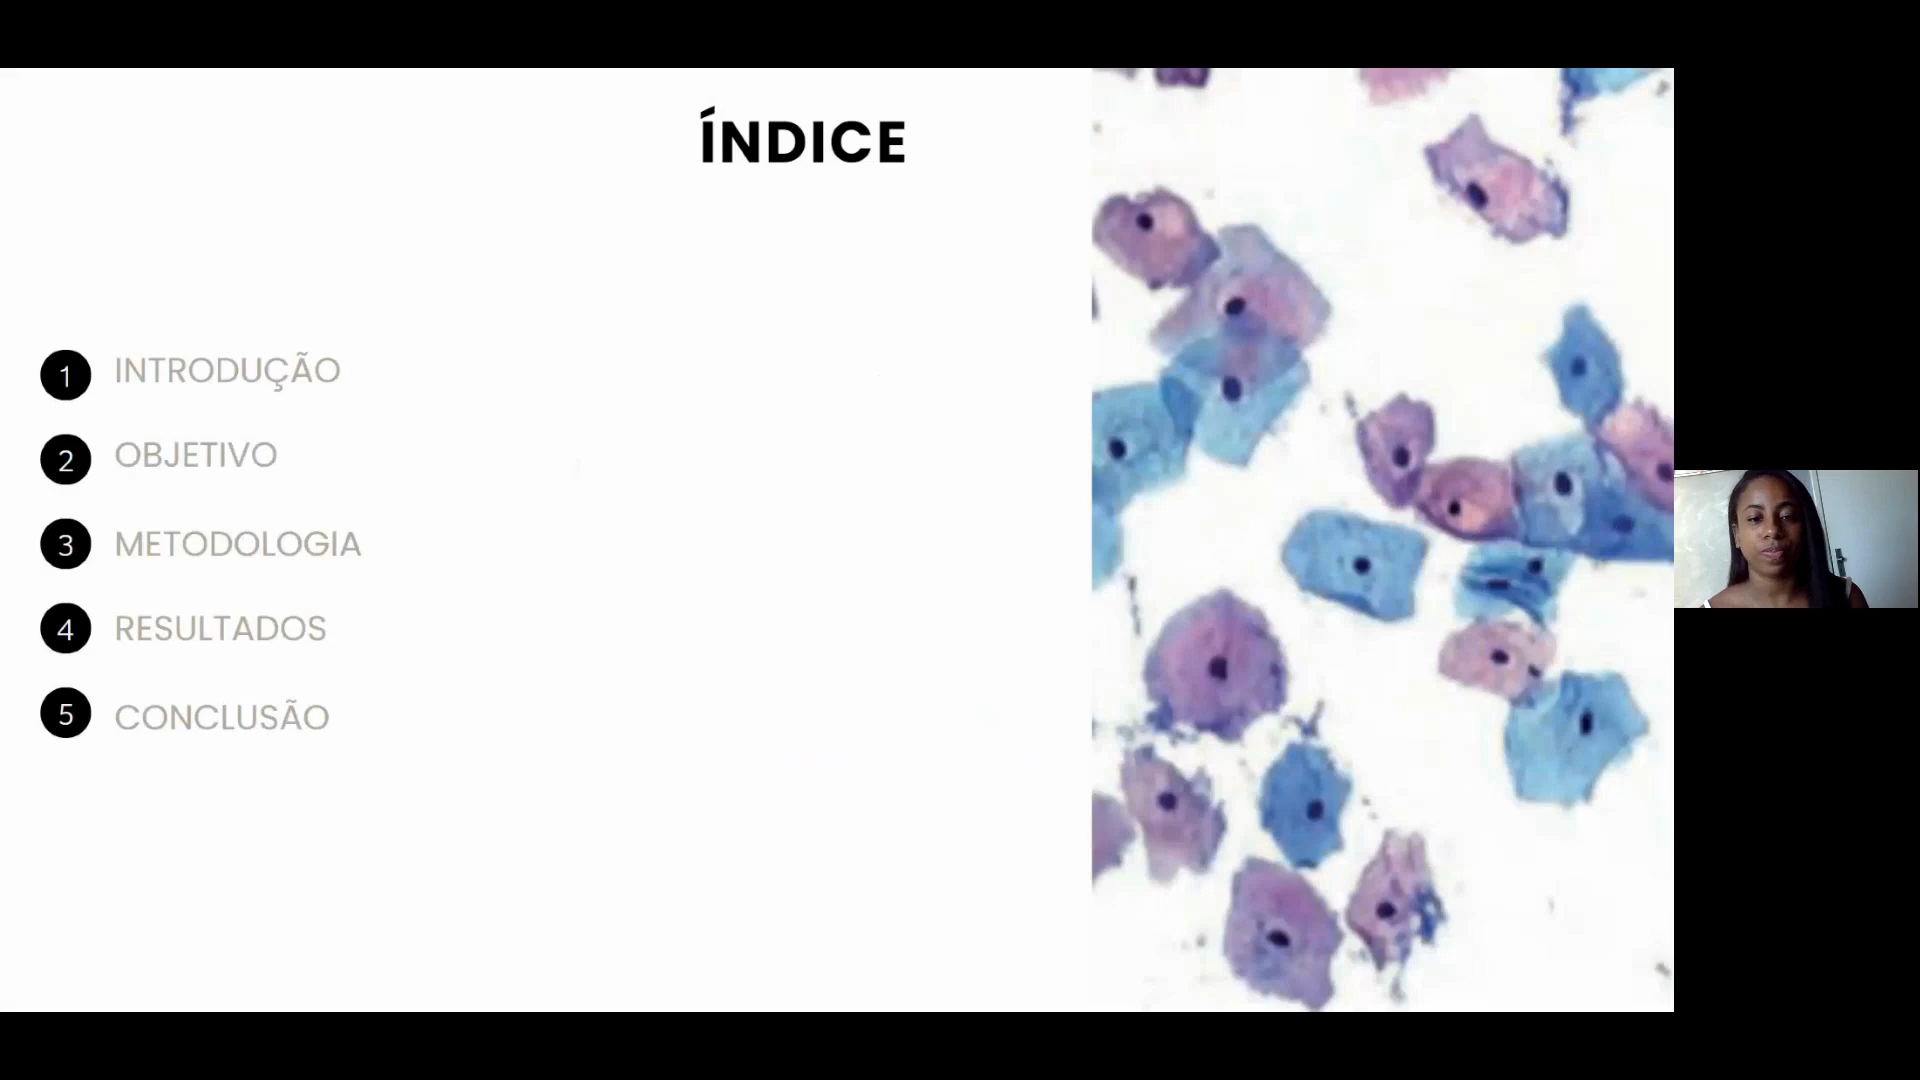 ÍNDICE
1 INTRODUÇÃO
2 OBJETIVO
3 METODOLOGIA
4 RESULTADOS
5 CONCLUSÃO